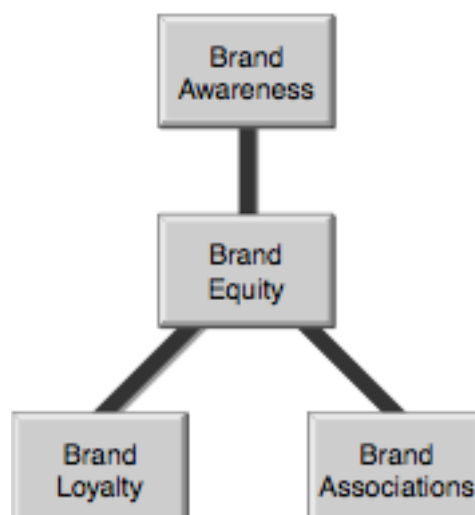 Brand
Awareness
Brand
Equity
Brand
Loyalty
Brand
Associations